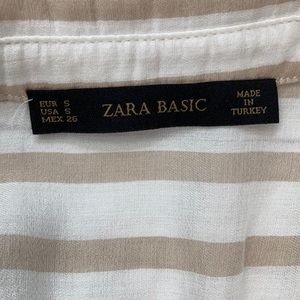 EUR S
USA S
MEX 26
ZARA BASIC
MADE
IN
TURKEY